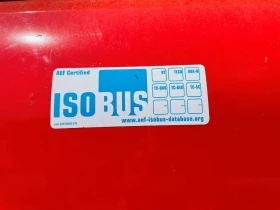 AEF Certified
UT TECU AUX-N
TC-BAS TC-GEO TC-SC
ISOBUS
www.aef-isobus-database.org